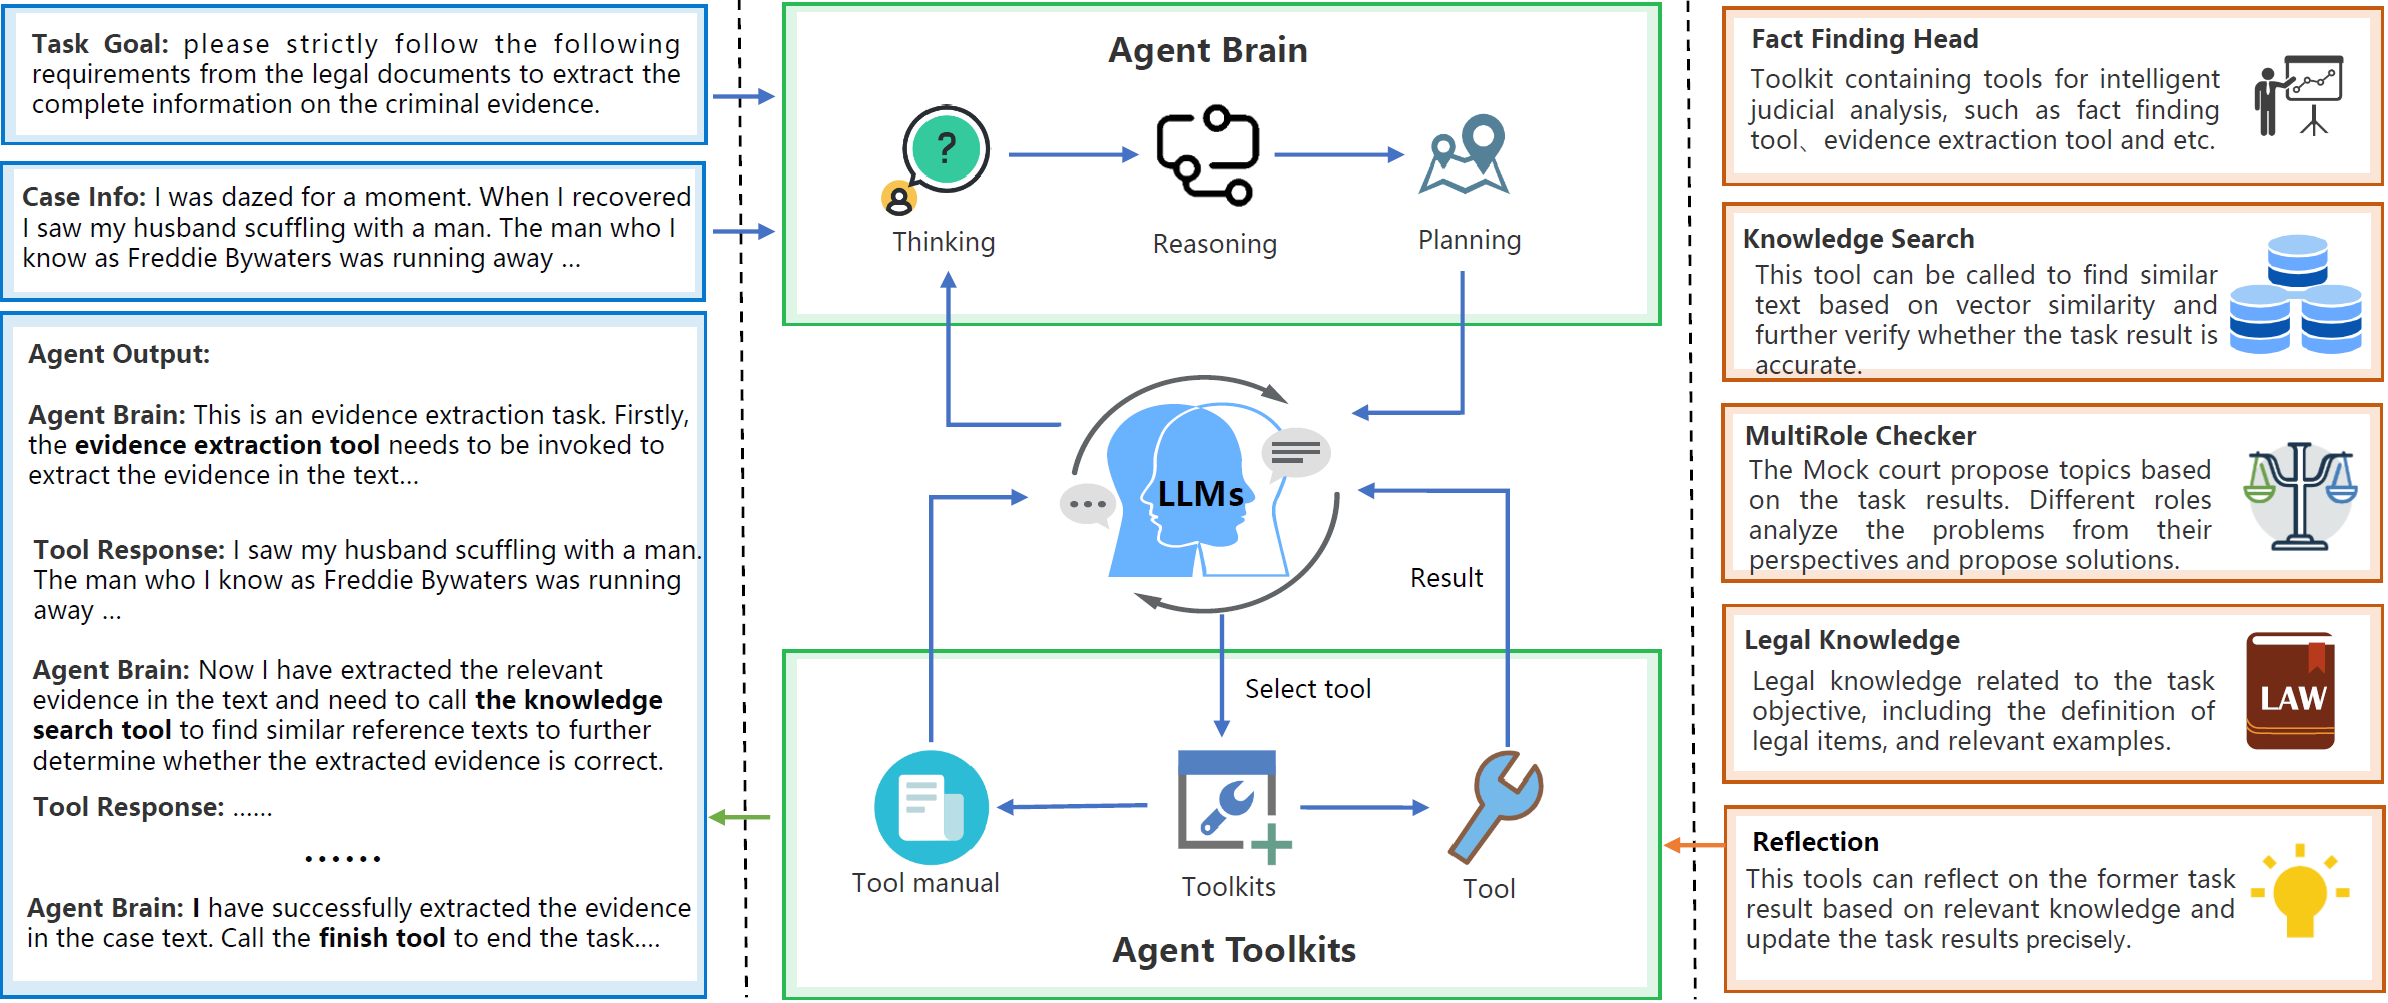 Task Goal: please strictly follow the following
requirements from the legal documents to extract the
complete information on the criminal evidence.
Case Info: I was dazed for a moment. When I recovered
I saw my husband scuffling with a man. The man who I
know as Freddie Bywaters was running away ...
Agent Output:
Agent Brain: This is an evidence extraction task. Firstly,
the evidence extraction tool needs to be invoked to
extract the evidence in the text...
Tool Response: I saw my husband scuffling with a man.
The man who I know as Freddie Bywaters was running
away ...
Agent Brain: Now I have extracted the relevant
evidence in the text and need to call the knowledge
search tool to find similar reference texts to further
determine whether the extracted evidence is correct.
Tool Response: ......
......
Agent Brain: I have successfully extracted the evidence
in the case text. Call the finish tool to end the task....
Agent Brain
?
Thinking
Reasoning
Planning
LLMs
Result
Select tool
Tool manual
Toolkits
Tool
Agent Toolkits
Fact Finding Head
Toolkit containing tools for intelligent
judicial analysis, such as fact finding
tool、evidence extraction tool and etc.
Knowledge Search
This tool can be called to find similar
text based on vector similarity and
further verify whether the task result is
accurate.
MultiRole Checker
The Mock court propose topics based
on the task results. Different roles
analyze the problems from their
perspectives and propose solutions.
Legal Knowledge
Legal knowledge related to the task
objective, including the definition of
legal items, and relevant examples.
LAW
Reflection
This tools can reflect on the former task
result based on relevant knowledge and
update the task results precisely.